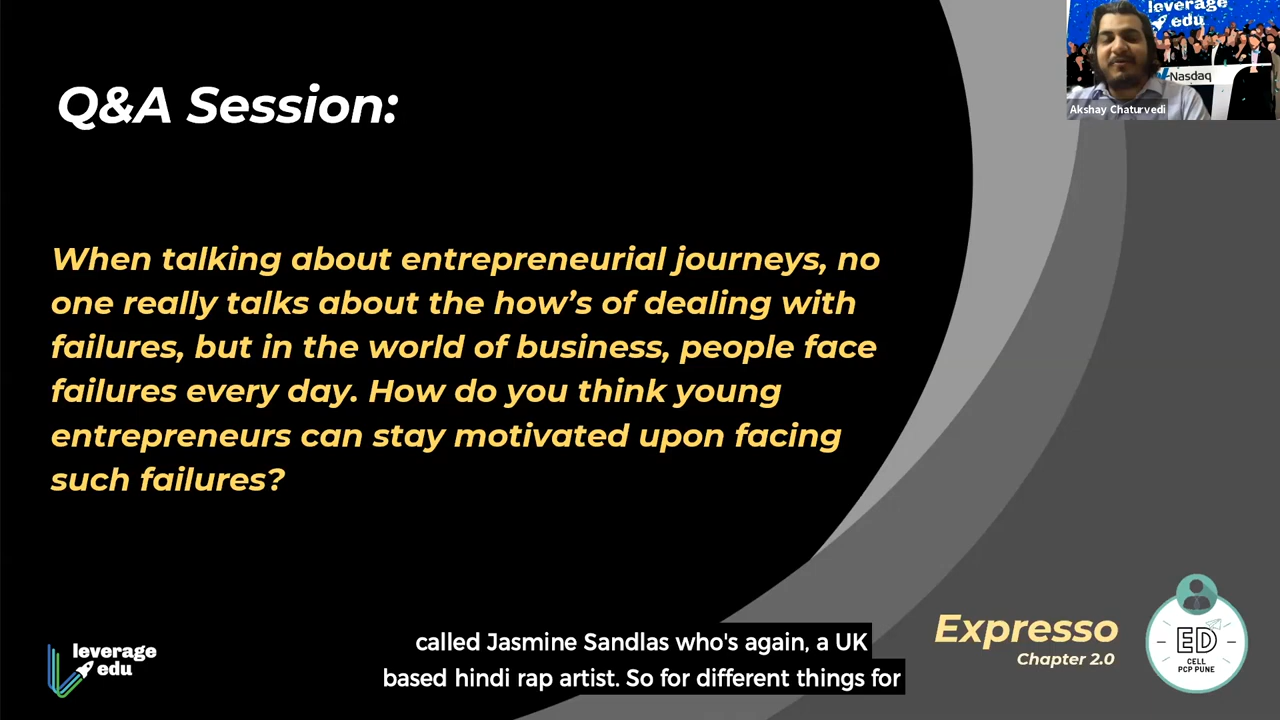 leverage
edu
Nasdaq
Akshay Chaturvedi
Q&A Session:
When talking about entrepreneurial journeys, no
one really talks about the how’s of dealing with
failures, but in the world of business, people face
failures every day. How do you think young
entrepreneurs can stay motivated upon facing
such failures?
leverage
edu
called Jasmine Sandlas who's again, a UK
based hindi rap artist. So for different things for
Expresso
Chapter 2.0
ED
CELL
PCP PUNE